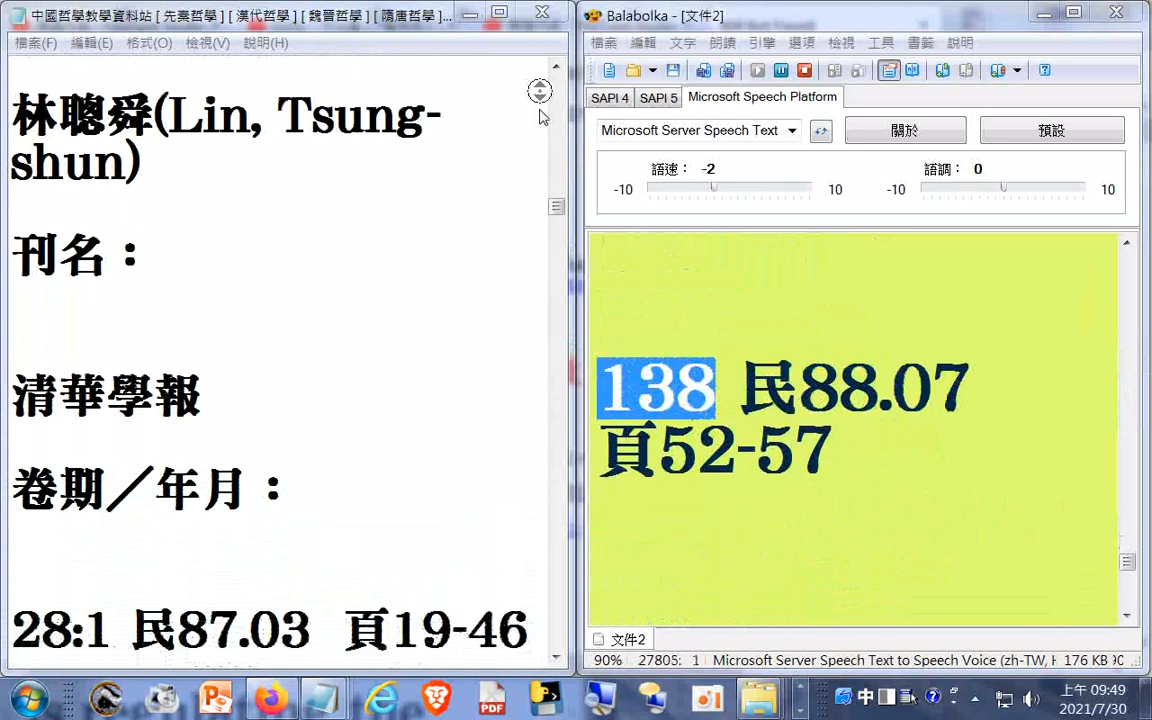 中國哲學教學資料站 [ 先秦哲學 ] [ 漢代哲學 ] [ 魏晉哲學 ] [ 隋唐哲學 ]...
檔案(F) 編輯(E) 格式(O) 檢視(V) 說明(H)
林聰舜(Lin, Tsung-
shun)
刊名：
清華學報
卷期／年月：
28:1 民87.03 頁19-46
Balabolka - [文件2]
檔案 編輯 文字 朗讀 引擎 選項 檢視 工具 書籤 說明
SAPI 4 SAPI 5 Microsoft Speech Platform
Microsoft Server Speech Text 關於 預設
語速： -2 語調： 0
-10 10 -10 10
138 民88.07
頁52-57
文件2
90% 27805: 1 Microsoft Server Speech Text to Speech Voice (zh-TW, 176 KB
PDF
中
上午 09:49
2021/7/30